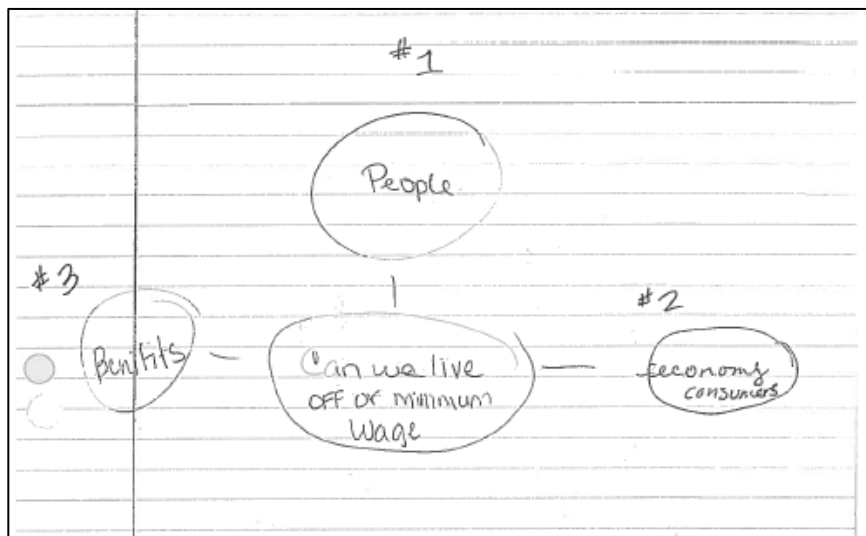 #1
People
#3
Benifits
Can we live
OFF OF minimum
Wage
#2
economy
consumers